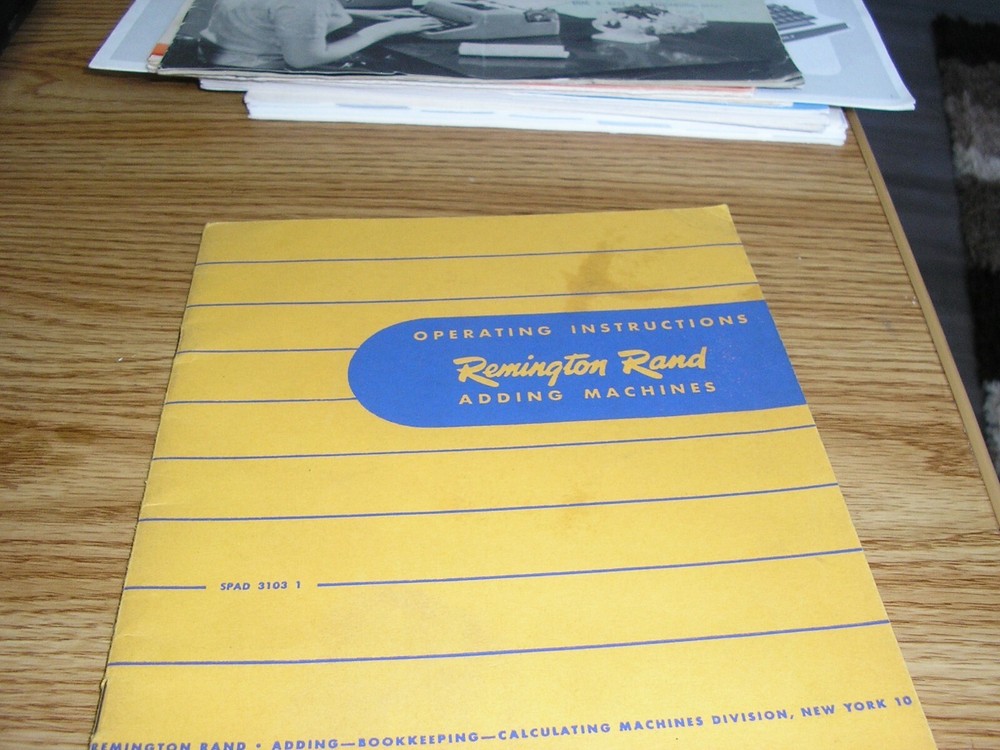 OPERATING INSTRUCTIONS
Remington Rand
ADDING MACHINES
SPAD 3103 1
REMINGTON RAND • ADDING—BOOKKEEPING—CALCULATING MACHINES DIVISION, NEW YORK 10